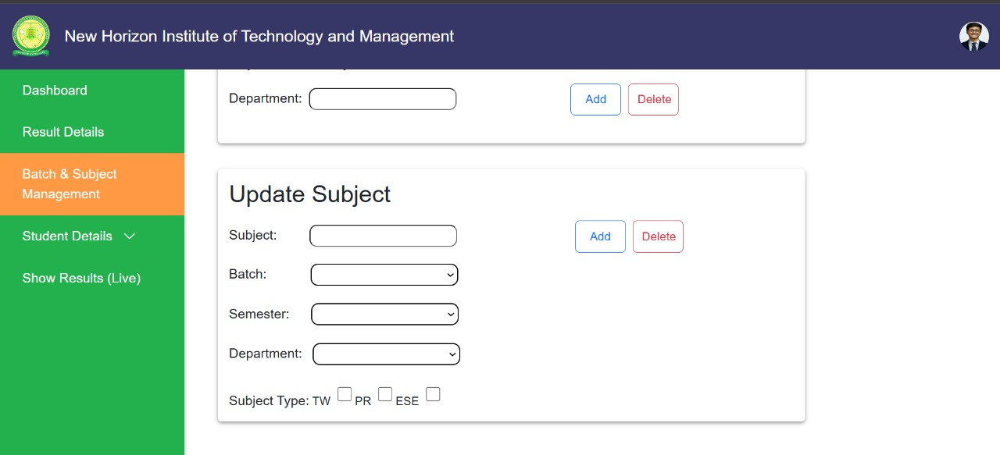 New Horizon Institute of Technology and Management
Dashboard
Result Details
Batch & Subject
Management
Student Details
Show Results (Live)
Department:
Add
Delete
Update Subject
Subject:
Add
Delete
Batch:
Semester:
Department:
Subject Type: TW PR ESE